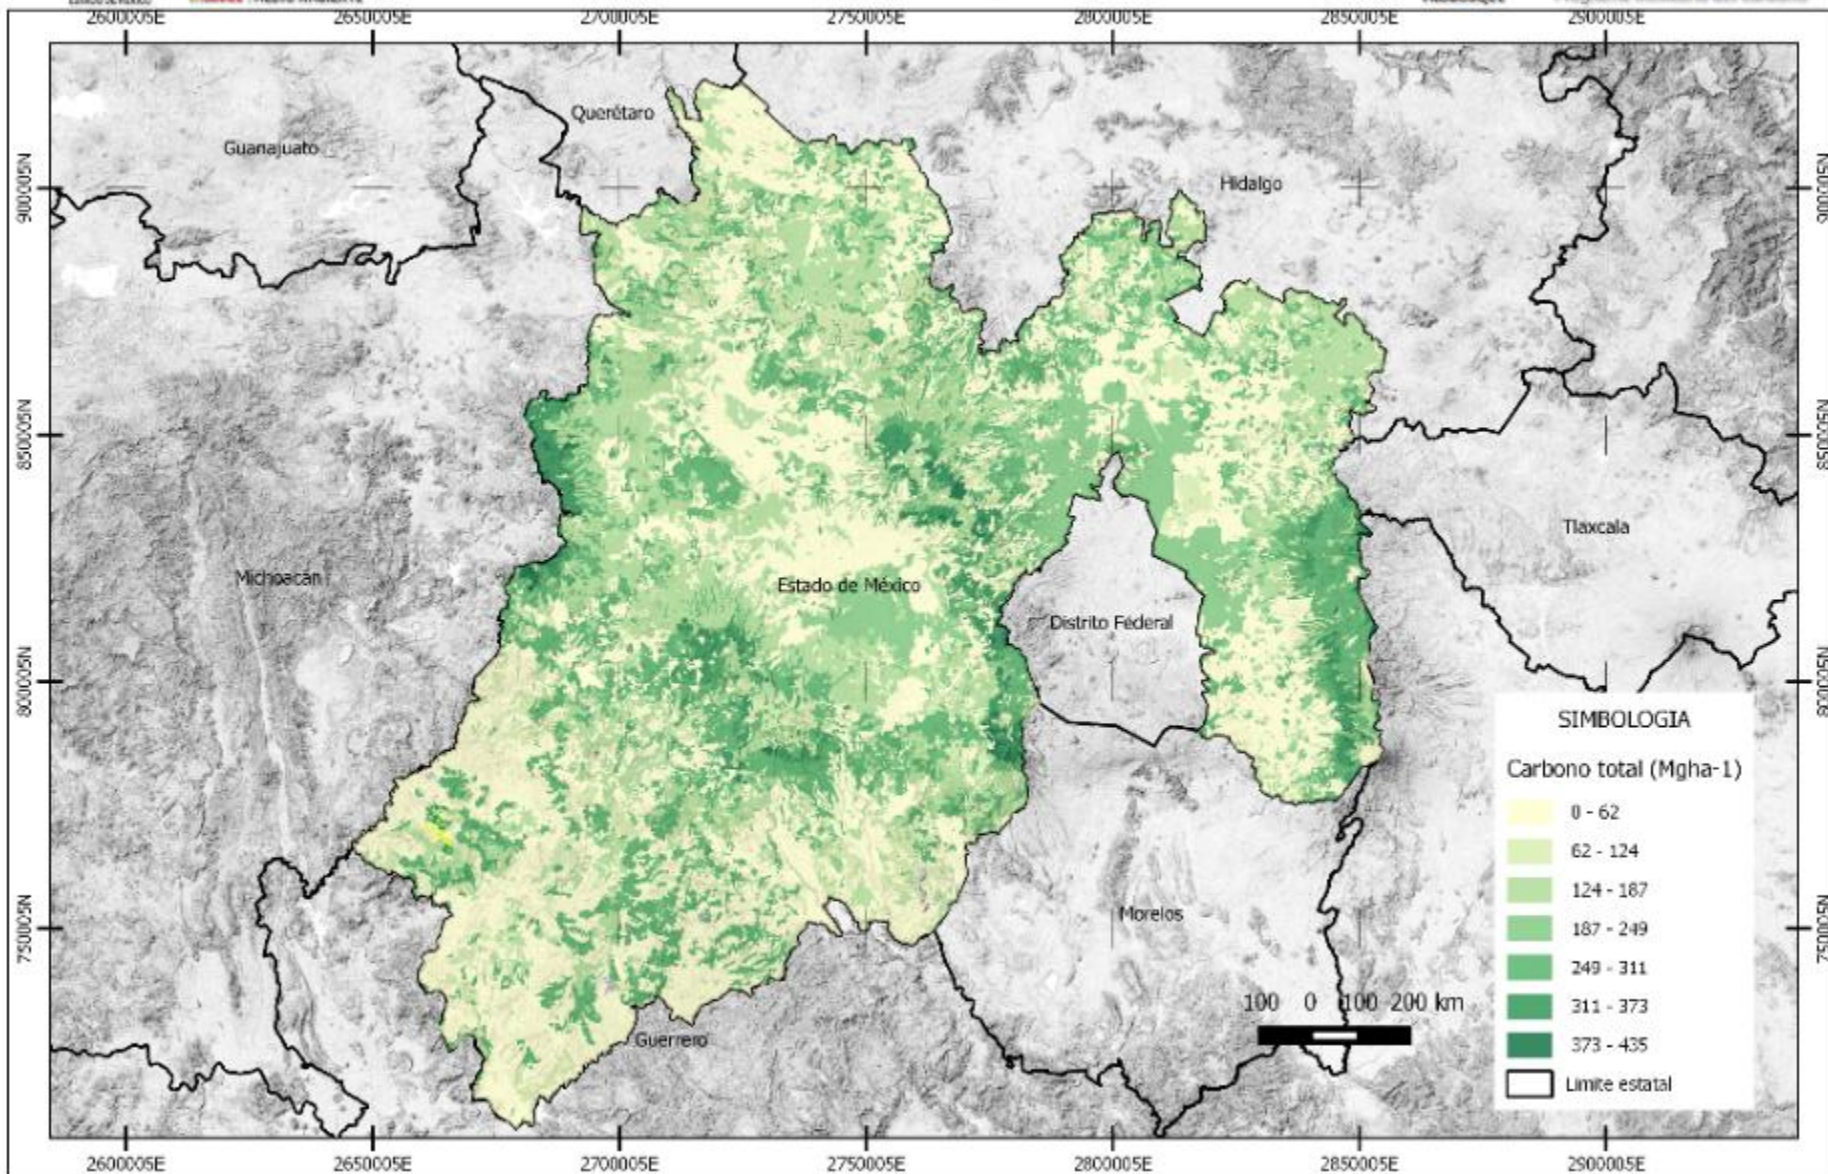 2600005E 2650005E 2700005E 2750005E 2800005E 2850005E 2900005E
Querétaro
Guanajuato
Hidalgo
900005N 900005N
850005N 850005N
Tlaxcala
Michoacán
Estado de México
Distrito Federal
800005N 800005N
SIMBOLOGIA
Carbono total (Mgha-1)
0 - 62
62 - 124
124 - 187
187 - 249
249 - 311
311 - 373
373 - 435
Limite estatal
Morelos
750005N 750005N
100 0 100 200 km
Guerrero
2600005E 2650005E 2700005E 2750005E 2800005E 2850005E 2900005E